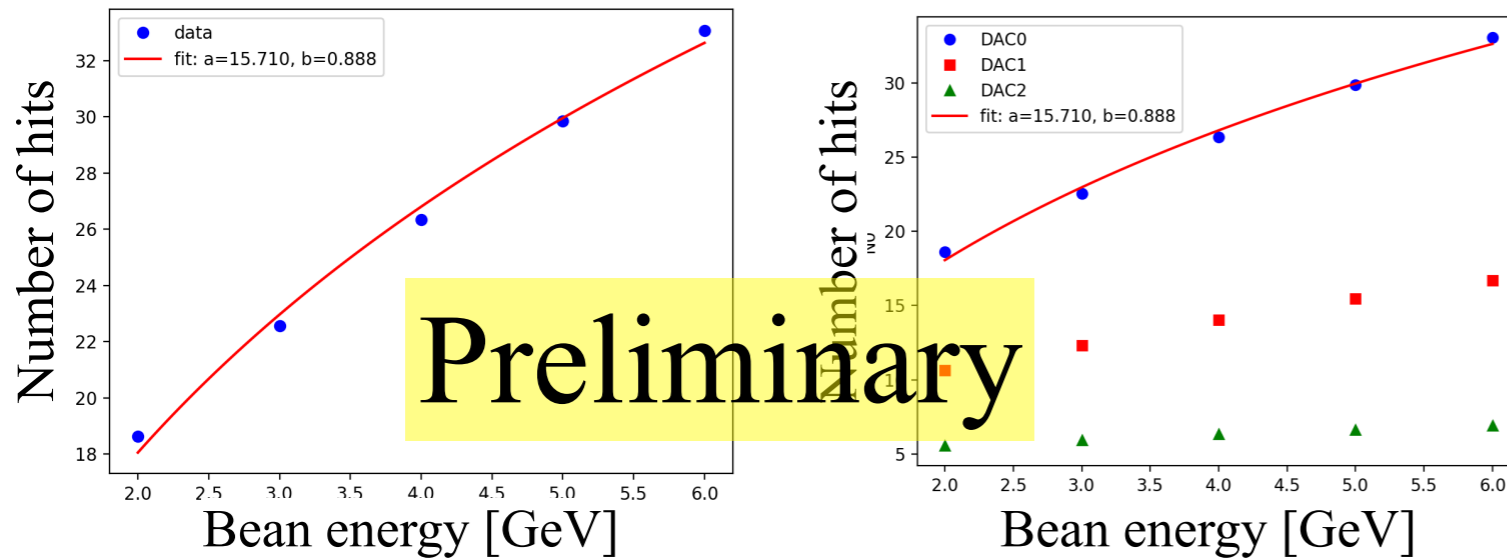 data
fit: a=15.710, b=0.888
Number of hits
32
30
28
26
24
22
20
18
2.0 2.5 3.0 3.5 4.0 4.5 5.0 5.5 6.0
Bean energy [GeV]
DAC0
DAC1
DAC2
fit: a=15.710, b=0.888
Number of hits
30
25
20
15
5
2.0 2.5 3.0 3.5 4.0 4.5 5.0 5.5 6.0
Bean energy [GeV]
Preliminary